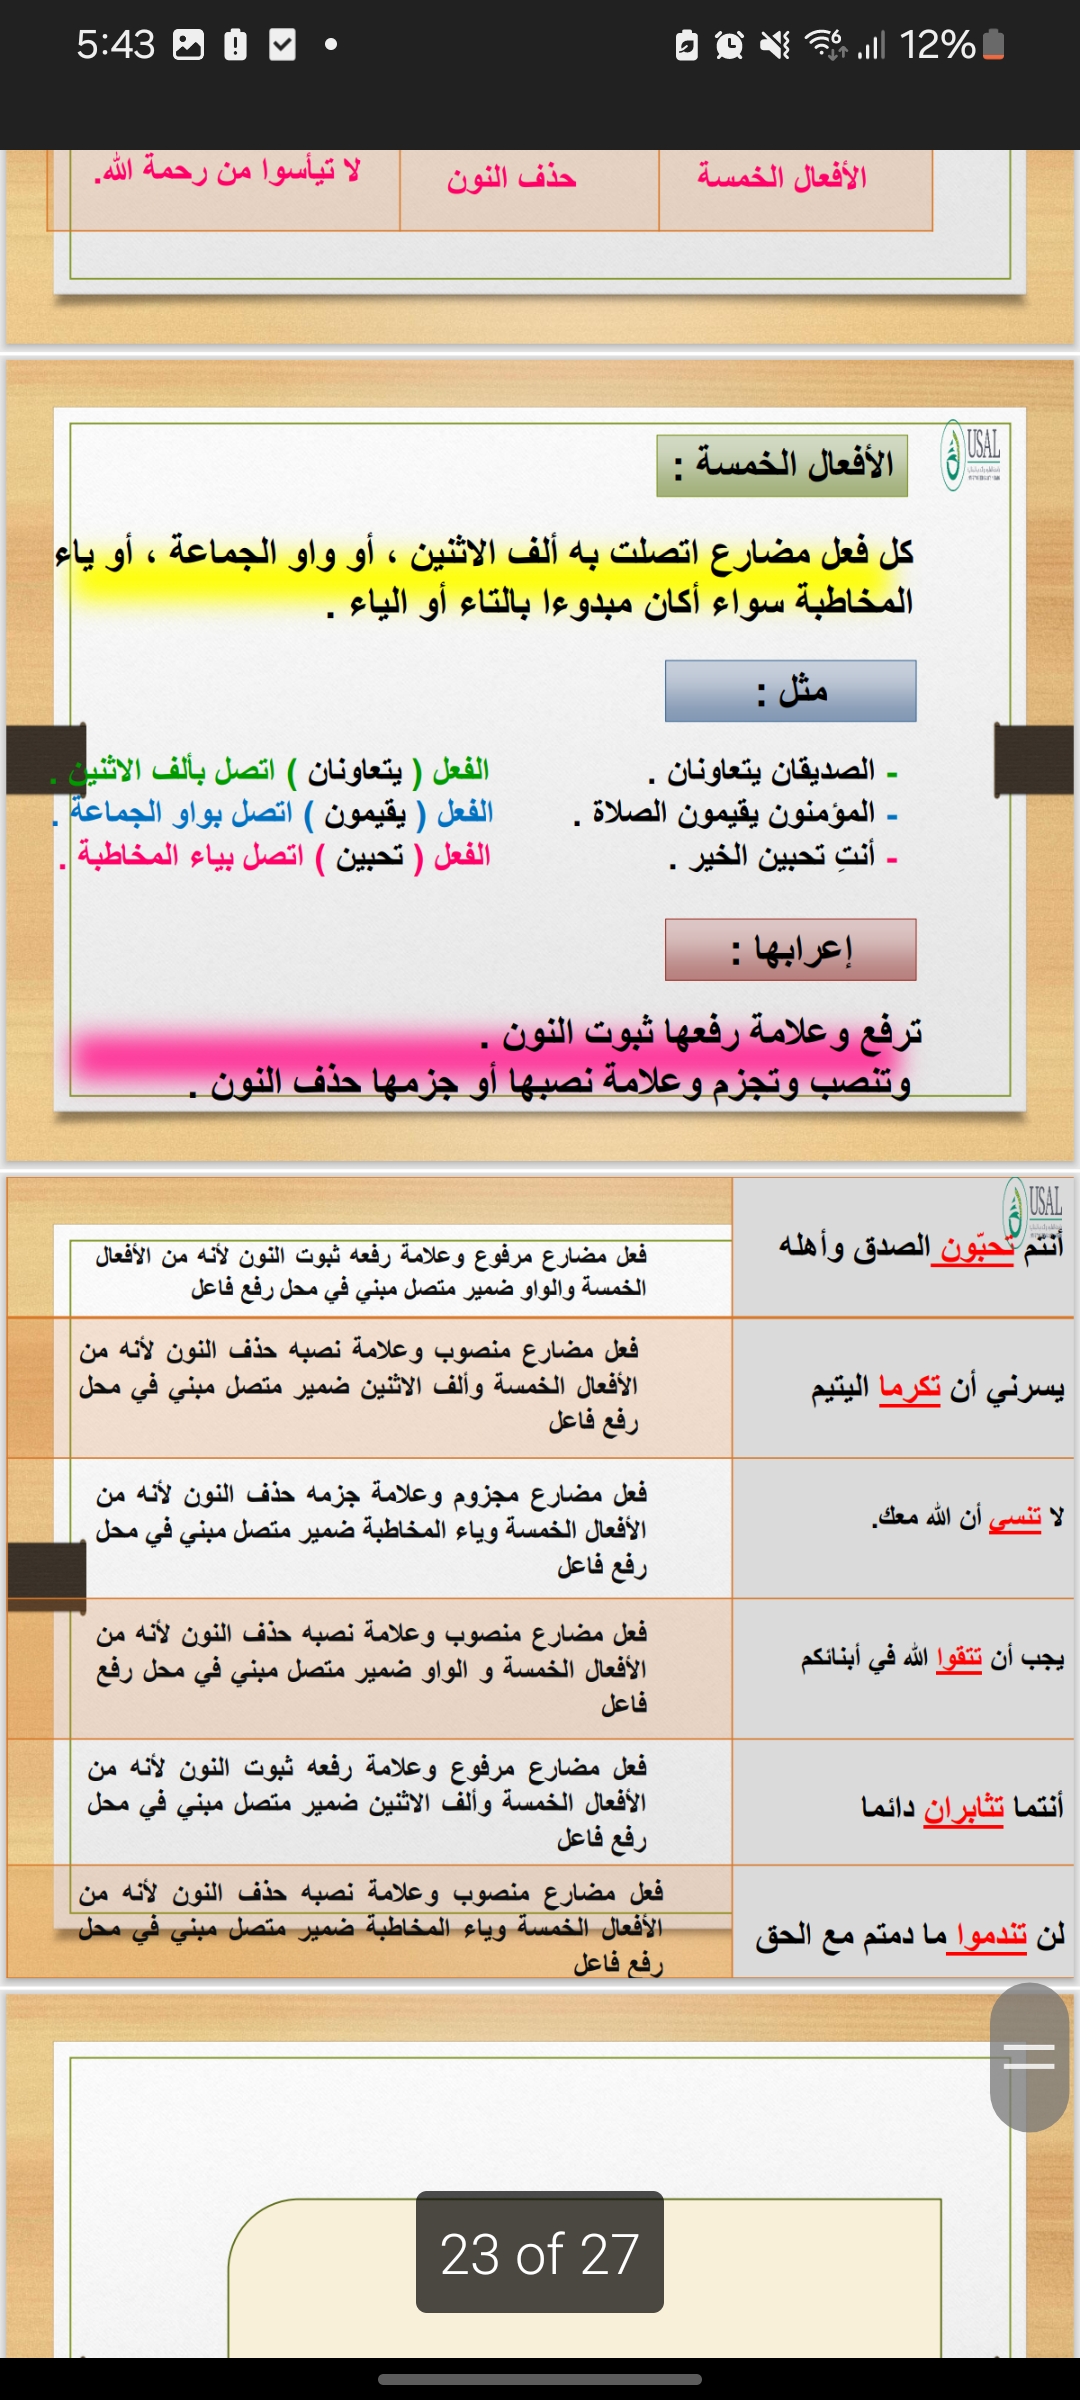 5:43
12%
الأفعال الخمسة
حذف النون
لا تيأسوا من رحمة الله.
USAL
الأفعال الخمسة :
كل فعل مضارع اتصلت به ألف الاثنين ، أو واو الجماعة ، أو ياء
المخاطبة سواء أكان مبدوءا بالتاء أو الياء .
مثل :
- الصديقان يتعاونان . الفعل ( يتعاونان ) اتصل بألف الاثنين .
- المؤمنون يقيمون الصلاة . الفعل ( يقيمون ) اتصل بواو الجماعة .
- أنتِ تحبين الخير . الفعل ( تحبين ) اتصل بياء المخاطبة .
إعرابها :
ترفع وعلامة رفعها ثبوت النون .
وتنصب وتجزم وعلامة نصبها أو جزمها حذف النون .
USAL
أنتم تحبّون الصدق وأهله
فعل مضارع مرفوع وعلامة رفعه ثبوت النون لأنه من الأفعال
الخمسة والواو ضمير متصل مبني في محل رفع فاعل
يسرني أن تكرما اليتيم
فعل مضارع منصوب وعلامة نصبه حذف النون لأنه من
الأفعال الخمسة وألف الاثنين ضمير متصل مبني في محل
رفع فاعل
لا تنسي أن الله معك.
فعل مضارع مجزوم وعلامة جزمه حذف النون لأنه من
الأفعال الخمسة وياء المخاطبة ضمير متصل مبني في محل
رفع فاعل
يجب أن تتقوا الله في أبنائكم
فعل مضارع منصوب وعلامة نصبه حذف النون لأنه من
الأفعال الخمسة و الواو ضمير متصل مبني في محل رفع
فاعل
أنتما تثابران دائما
فعل مضارع مرفوع وعلامة رفعه ثبوت النون لأنه من
الأفعال الخمسة وألف الاثنين ضمير متصل مبني في محل
رفع فاعل
لن تندموا ما دمتم مع الحق
فعل مضارع منصوب وعلامة نصبه حذف النون لأنه من
الأفعال الخمسة وياء المخاطبة ضمير متصل مبني في محل
رفع فاعل
23 of 27